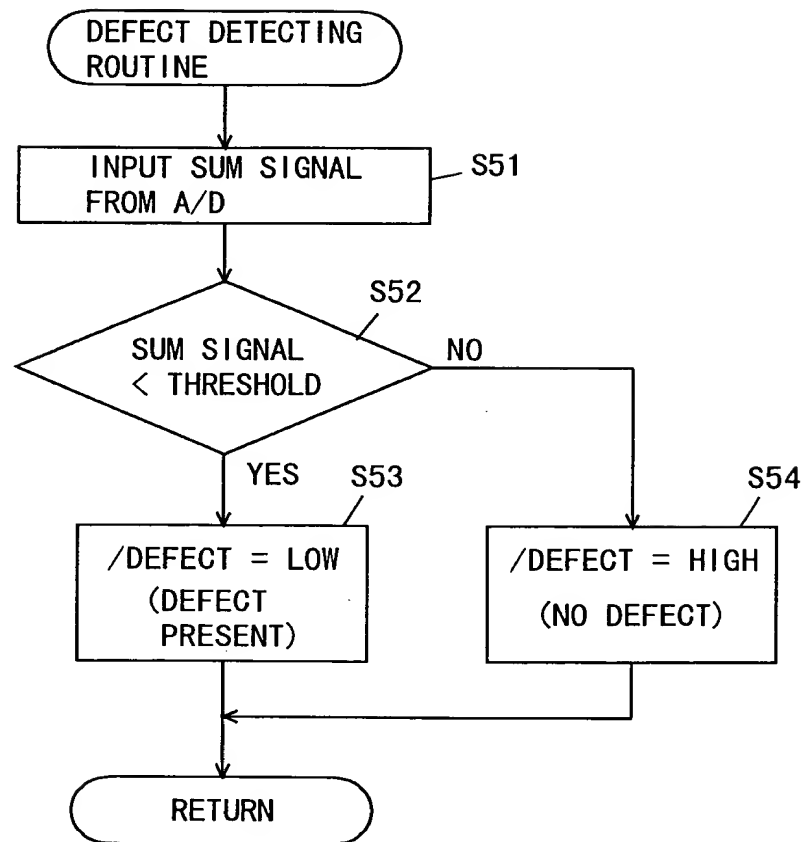 DEFECT DETECTING
ROUTINE
INPUT SUM SIGNAL
FROM A/D
S51
S52
SUM SIGNAL
< THRESHOLD
NO
YES
S53
/DEFECT = LOW
(DEFECT
PRESENT)
S54
/DEFECT = HIGH
(NO DEFECT)
RETURN